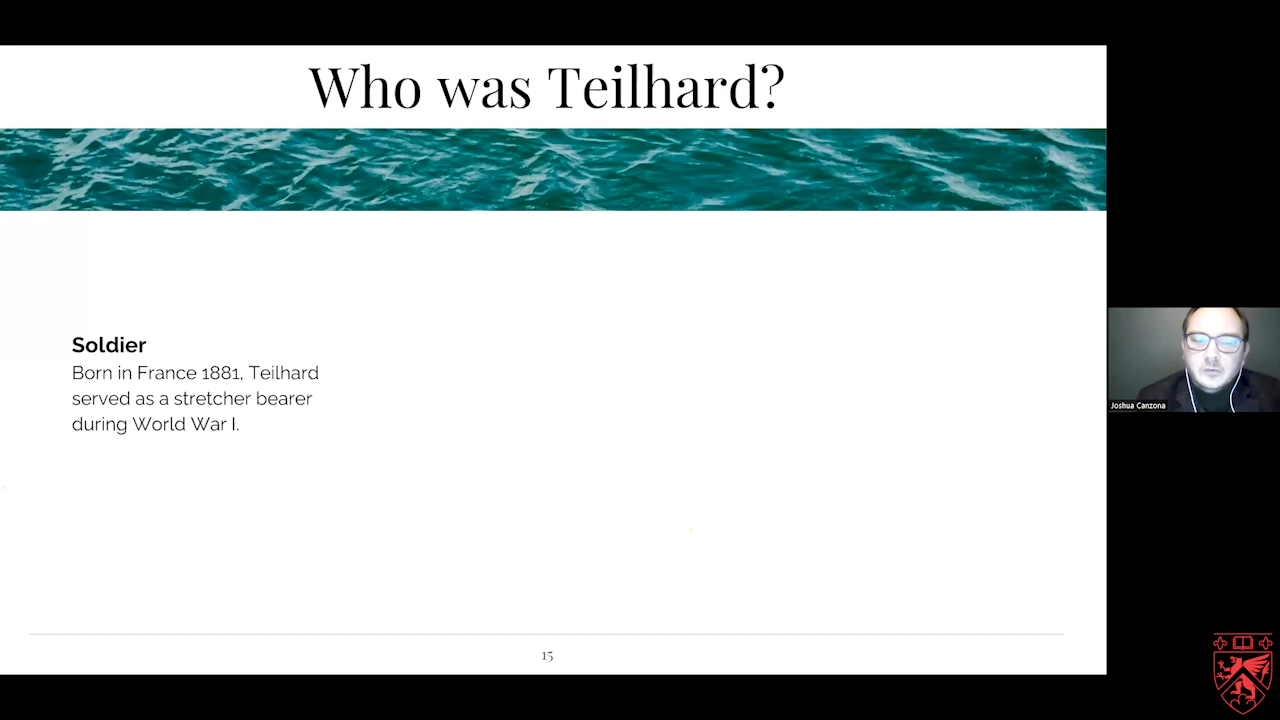 Who was Teilhard?
Soldier
Born in France 1881, Teilhard
served as a stretcher bearer
during World War I.
Joshua Canzona
15